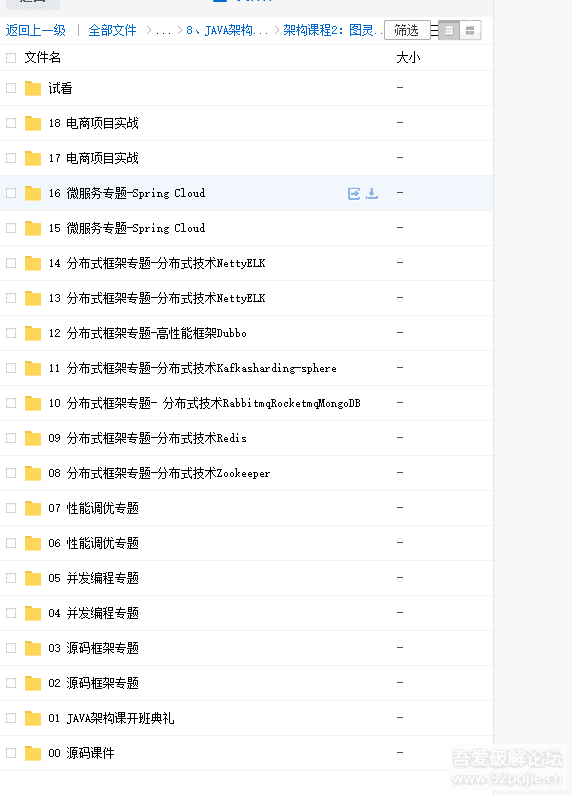 返回上一级 | 全部文件 > ... > 8、JAVA架构... > 架构课程2: 图灵... 筛选
文件名 大小
试看 -
18 电商项目实战 -
17 电商项目实战 -
16 微服务专题-Spring Cloud -
15 微服务专题-Spring Cloud -
14 分布式框架专题-分布式技术NettyELK -
13 分布式框架专题-分布式技术NettyELK -
12 分布式框架专题-高性能框架Dubbo -
11 分布式框架专题-分布式技术Kafkasharding-sphere -
10 分布式框架专题- 分布式技术RabbitmqRocketmqMongoDB -
09 分布式框架专题-分布式技术Redis -
08 分布式框架专题-分布式技术Zookeeper -
07 性能调优专题 -
06 性能调优专题 -
05 并发编程专题 -
04 并发编程专题 -
03 源码框架专题 -
02 源码框架专题 -
01 JAVA架构课开班典礼 -
00 源码课件 -
吾爱破解论坛
www.52pojie.cn